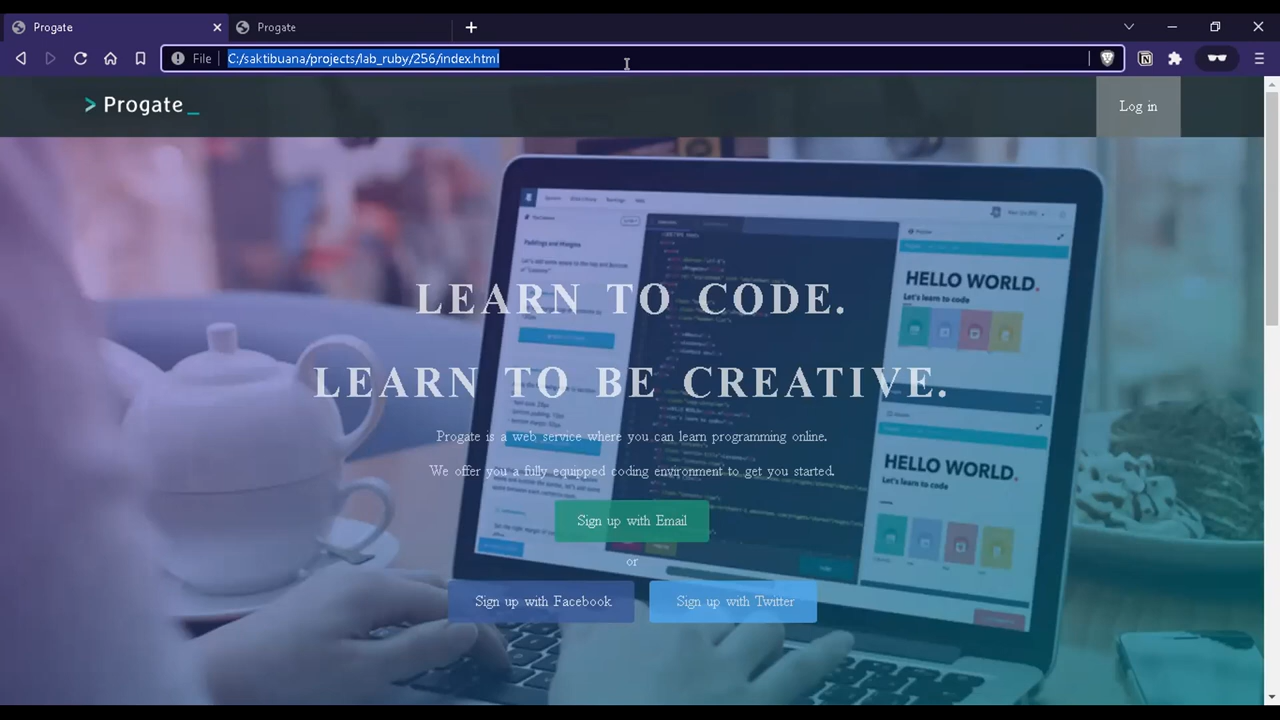 Progate
Progate
File
C:/saktibuana/projects/lab_ruby/256/index.html
> Progate _
Log in
Paddings and Margins
HELLO WORLD.
Let's learn to code
LEARN TO CODE.
LEARN TO BE CREATIVE.
Progate is a web service where you can learn programming online.
We offer you a fully equipped coding environment to get you started.
HELLO WORLD.
Let's learn to code
Sign up with Email
or
Sign up with Facebook
Sign up with Twitter